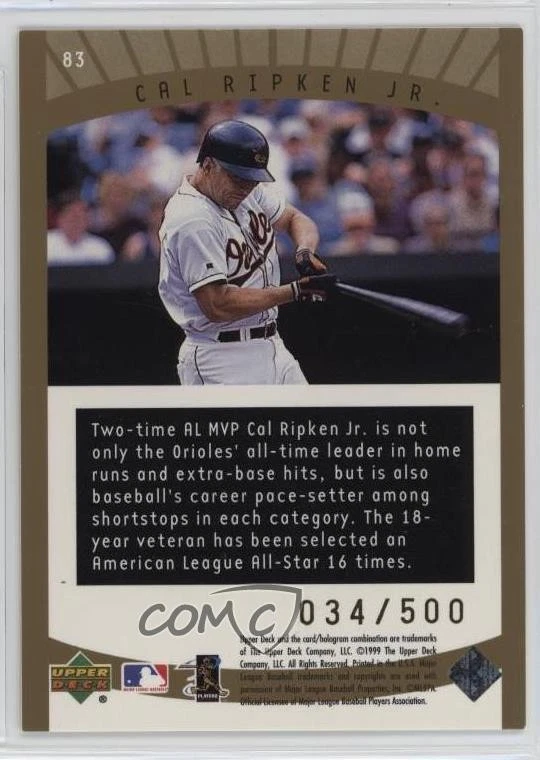 83
CAL RIPKEN JR.
Orioles
Two-time AL MVP Cal Ripken Jr. is not
only the Orioles' all-time leader in home
runs and extra-base hits, but is also
baseball's career pace-setter among
shortstops in each category. The 18-
year veteran has been selected an
American League All-Star 16 times.
COMC
034/500
Upper Deck and the card/hologram combination are trademarks
of The Upper Deck Company, LLC. ©1999 The Upper Deck
Company, LLC. All Rights Reserved. Printed in the U.S.A. Major
League Baseball trademarks and copyrights are used with
permission of Major League Baseball Properties, Inc. ©MLBPA
Official Licensee of Major League Baseball Players Association.
UPPER
DECK
®
MAJOR LEAGUE BASEBALL
PLAYERS